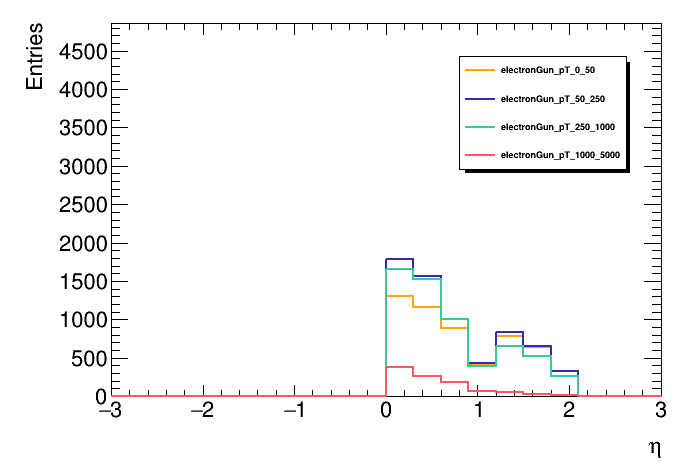 Entries
4500
4000
3500
3000
2500
2000
1500
1000
500
0
electronGun_pT_0_50
electronGun_pT_50_250
electronGun_pT_250_1000
electronGun_pT_1000_5000
−3 −2 −1 0 1 2 3
η